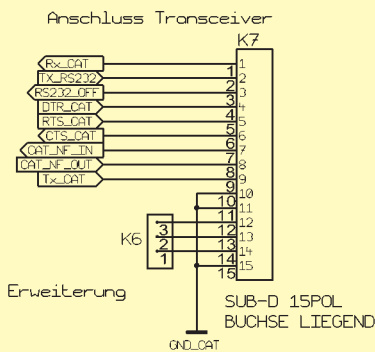 Anschluss Transceiver
K7
Rx_CAT
TX_RS232
RS232_OFF
DTR_CAT
RTS_CAT
CTS_CAT
CAT_NF_IN
CAT_NF_OUT
Tx_CAT
1
1
2
2
3
3
4
4
5
5
6
6
7
7
8
8
9
9
10
10
11
11
12
12
13
13
14
14
15
15
K6
3
2
1
Erweiterung
SUB-D 15POL
BUCHSE LIEGEND
GND_CAT